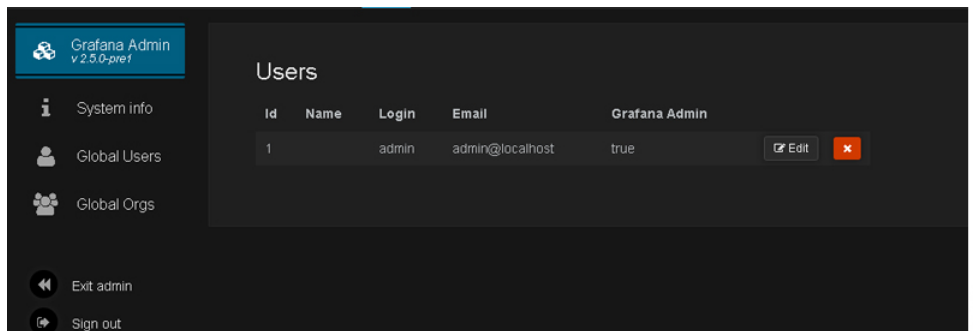 Grafana Admin
v 2.5.0-pre1
System info
Global Users
Global Orgs
Exit admin
Sign out
Users
Id Name Login Email Grafana Admin
1 admin admin@localhost true Edit